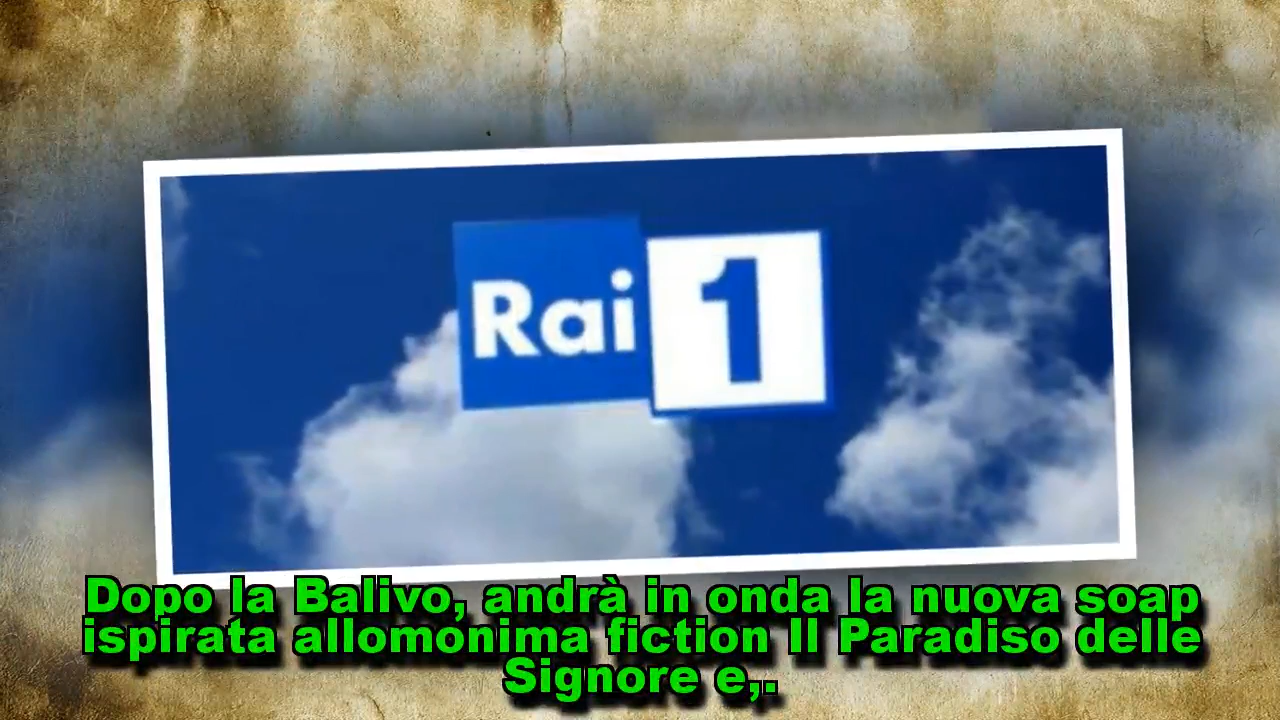 Rai 1
Dopo la Balivo, andrà in onda la nuova soap
ispirata allomonima fiction Il Paradiso delle
Signore e,.